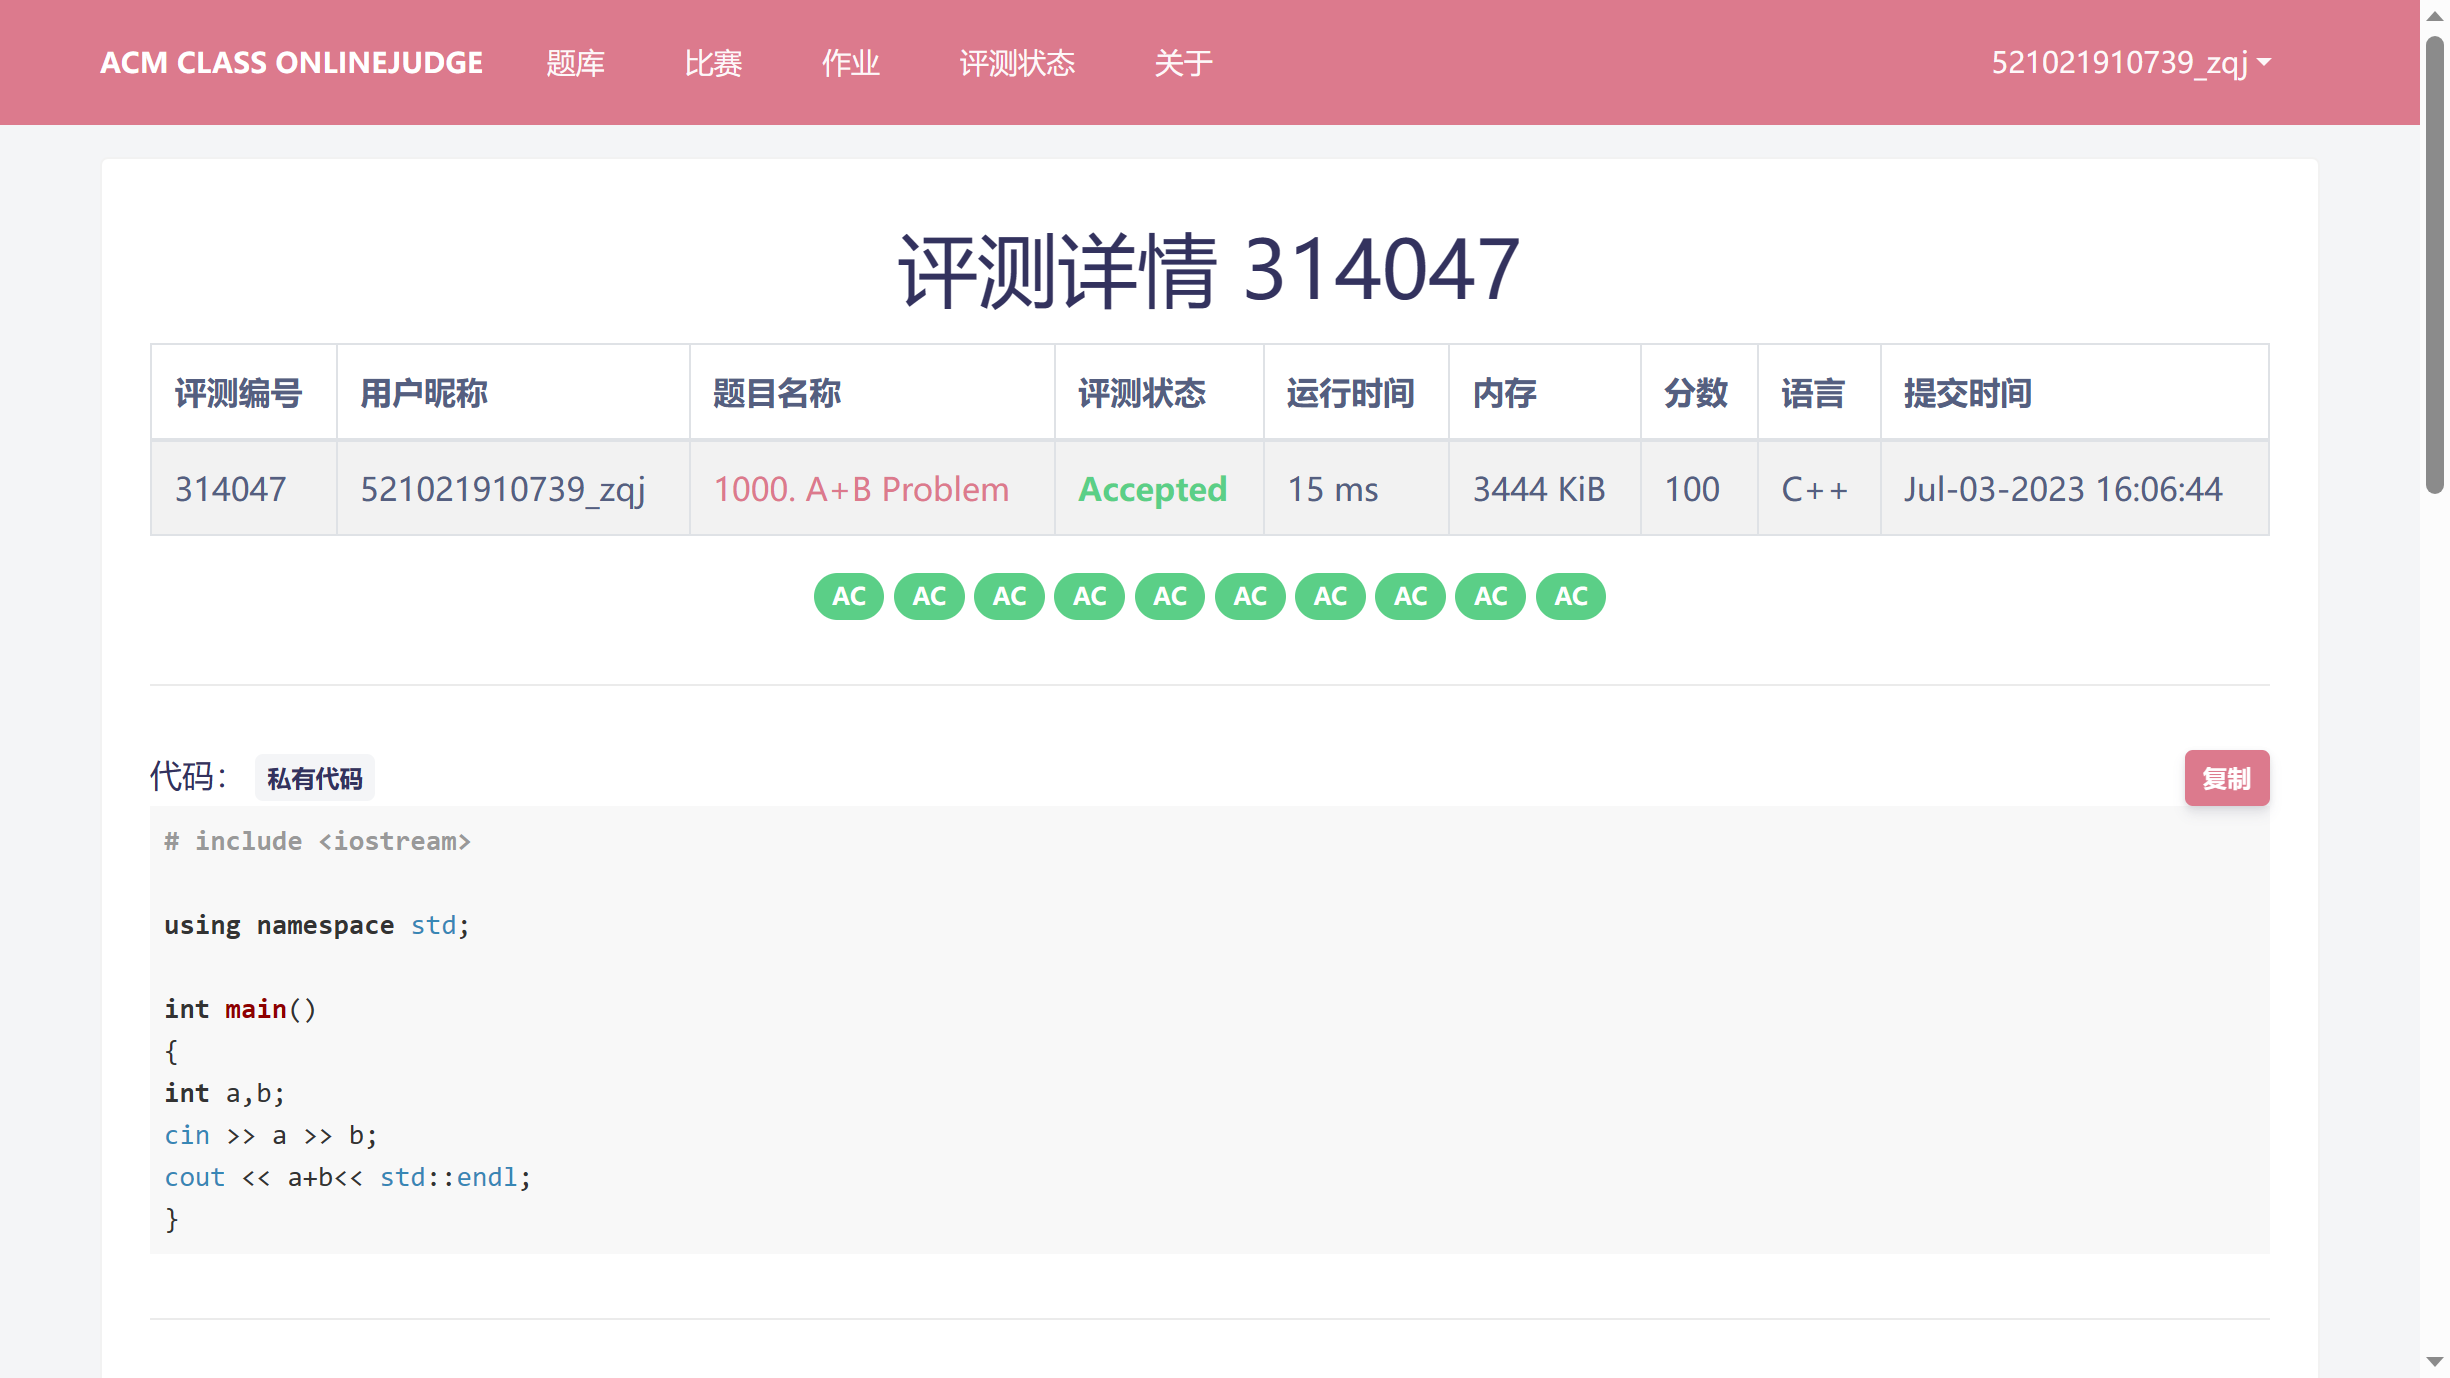 ACM CLASS ONLINEJUDGE 题库 比赛 作业 评测状态 关于 521021910739_zqj
评测详情 314047
评测编号 用户昵称 题目名称 评测状态 运行时间 内存 分数 语言 提交时间
314047 521021910739_zqj 1000. A+B Problem Accepted 15 ms 3444 KiB 100 C++ Jul-03-2023 16:06:44
AC AC AC AC AC AC AC AC AC AC
代码： 私有代码 复制
# include <iostream>
using namespace std;
int main()
{
int a,b;
cin >> a >> b;
cout << a+b<< std::endl;
}